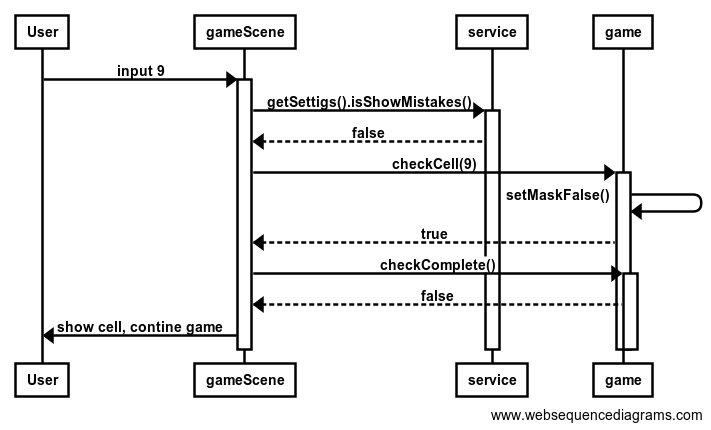 User gameScene service game
input 9
getSettigs().isShowMistakes()
false
checkCell(9)
setMaskFalse()
true
checkComplete()
false
show cell, contine game
User gameScene service game
www.websequencediagrams.com